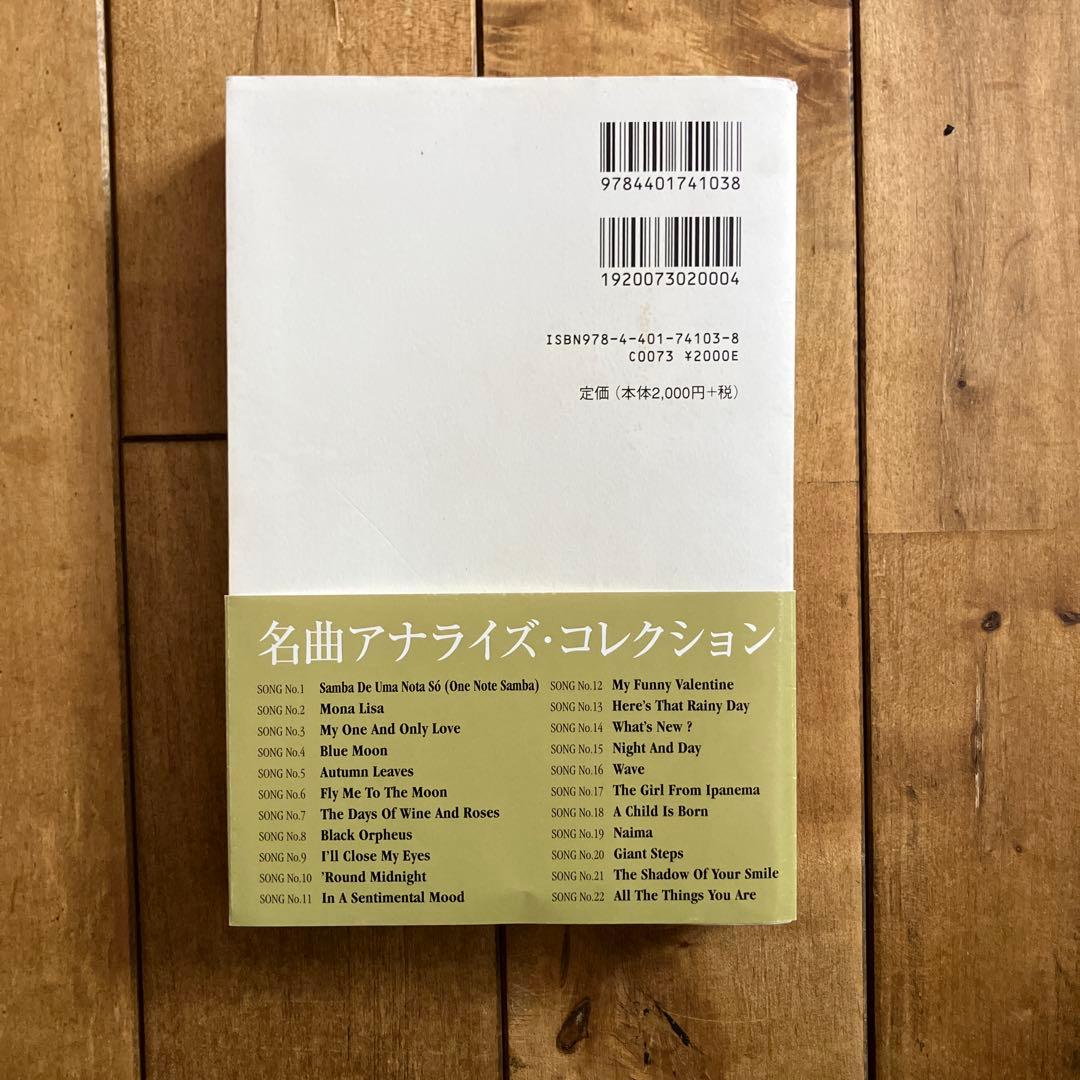 9784401741038
1920073020004
ISBN978-4-401-74103-8
C0073 ¥2000E
定価（本体2,000円+税）
名曲アナライズ・コレクション
SONG No.1 Samba De Uma Nota Só (One Note Samba)
SONG No.2 Mona Lisa
SONG No.3 My One And Only Love
SONG No.4 Blue Moon
SONG No.5 Autumn Leaves
SONG No.6 Fly Me To The Moon
SONG No.7 The Days Of Wine And Roses
SONG No.8 Black Orpheus
SONG No.9 I'll Close My Eyes
SONG No.10 'Round Midnight
SONG No.11 In A Sentimental Mood
SONG No.12 My Funny Valentine
SONG No.13 Here's That Rainy Day
SONG No.14 What's New ?
SONG No.15 Night And Day
SONG No.16 Wave
SONG No.17 The Girl From Ipanema
SONG No.18 A Child Is Born
SONG No.19 Naima
SONG No.20 Giant Steps
SONG No.21 The Shadow Of Your Smile
SONG No.22 All The Things You Are